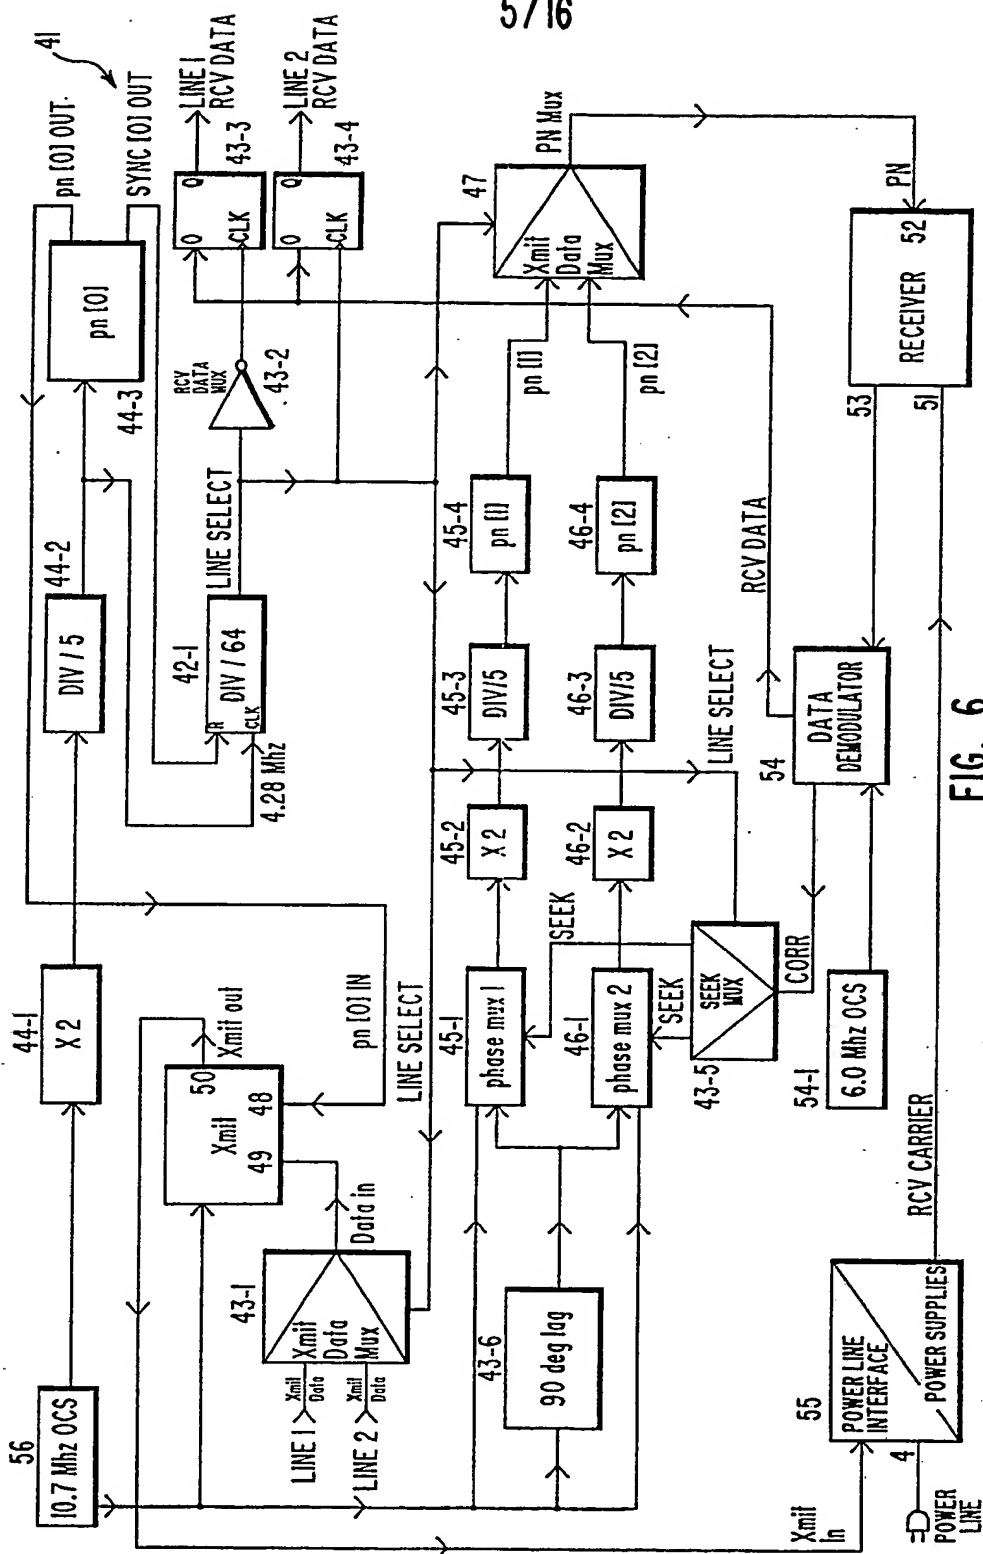 5/16
41
56
10.7 Mhz OCS
44-1
X 2
44-2
DIV / 5
44-3
pn [0]
pn [0] OUT
SYNC [0] OUT
LINE 1
RCV DATA
43-3
O
Q
CLK
LINE 2
RCV DATA
43-4
O
Q
CLK
RCV
DATA
MUX
43-2
42-1
DIV / 64
R
CLK
4.28 Mhz
LINE SELECT
Xmit out
50
Xmit
49
48
pn [0] IN
Data in
43-1
Xmit
Data
Mux
LINE 1
Xmit
Data
LINE 2
Xmit
Data
LINE SELECT
43-6
90 deg lag
45-1
phase mux 1
45-2
X 2
45-3
DIV/5
45-4
pn [1]
pn [1]
46-1
phase mux 2
46-2
X 2
46-3
DIV/5
46-4
pn [2]
pn [2]
47
Xmit
Data
Mux
PN Mux
SEEK
SEEK
43-5
SEEK
MUX
CORR
LINE SELECT
54-1
6.0 Mhz OCS
54
DATA
DEMODULATOR
RCV DATA
53
RECEIVER
52
51
PN
RCV CARRIER
55
POWER LINE
INTERFACE
POWER SUPPLIES
4
Xmit
In
POWER
LINE
FIG. 6